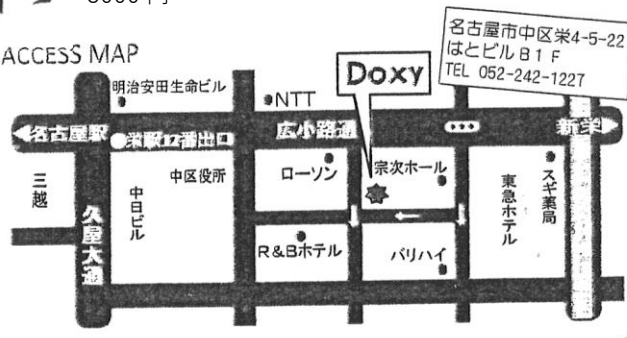 ACCESS MAP
名古屋市中区栄4-5-22
はとビルB1F
TEL 052-242-1227
Doxy
明治安田生命ビル
NTT
名古屋駅
栄駅12番出口
広小路通
新栄
三越
久屋大通
中日ビル
中区役所
ローソン
宗次ホール
東急ホテル
スギ薬局
R&Bホテル
バリハイ